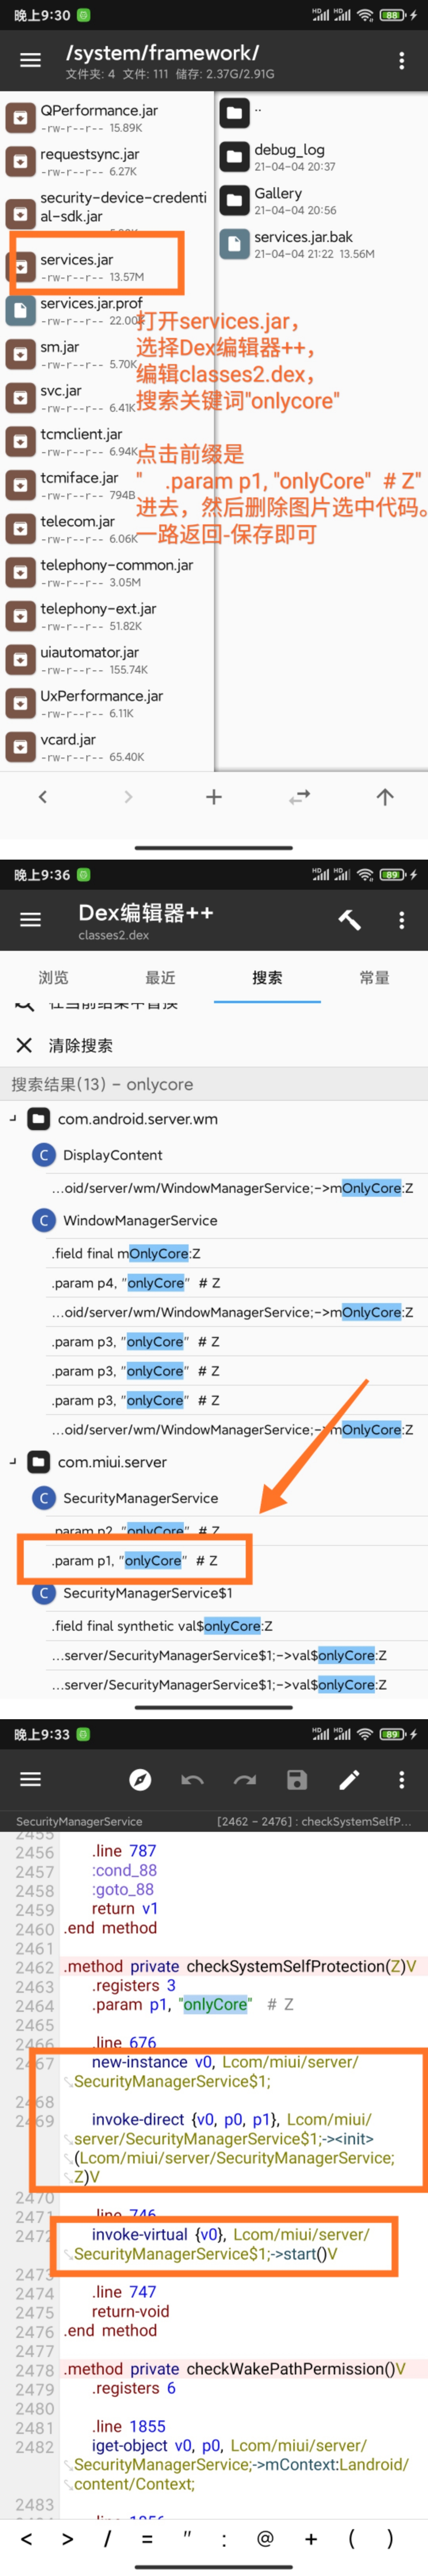 晚上9:30
88
/system/framework/
文件夹: 4 文件: 111 储存: 2.37G/2.91G
QPerformance.jar
-rw-r--r-- 15.89K
requestsync.jar
-rw-r--r-- 6.27K
security-device-credenti
al-sdk.jar
services.jar
-rw-r--r-- 13.57M
services.jar.prof
-rw-r--r-- 22.00
sm.jar
-rw-r--r-- 5.70K
svc.jar
-rw-r--r-- 6.41K
tcmclient.jar
-rw-r--r-- 6.94K
tcmiface.jar
-rw-r--r-- 794B
telecom.jar
-rw-r--r-- 6.06K
telephony-common.jar
-rw-r--r-- 3.05M
telephony-ext.jar
-rw-r--r-- 51.82K
uiautomator.jar
-rw-r--r-- 155.74K
UxPerformance.jar
-rw-r--r-- 6.11K
vcard.jar
-rw-r--r-- 65.40K
..
debug_log
21-04-04 20:37
Gallery
21-04-04 20:56
services.jar.bak
21-04-04 21:22 13.56M
打开services.jar，
选择Dex编辑器++，
编辑classes2.dex，
搜索关键词"onlycore"
点击前缀是
" .param p1, "onlyCore" # Z"
进去，然后删除图片选中代码。
一路返回-保存即可
晚上9:36
89
Dex编辑器++
classes2.dex
浏览 最近 搜索 常量
在当前结果中替换
清除搜索
搜索结果(13) - onlycore
com.android.server.wm
DisplayContent
...oid/server/wm/WindowManagerService;->mOnlyCore:Z
WindowManagerService
.field final mOnlyCore:Z
.param p4, "onlyCore" # Z
...oid/server/wm/WindowManagerService;->mOnlyCore:Z
.param p3, "onlyCore" # Z
.param p3, "onlyCore" # Z
.param p3, "onlyCore" # Z
...oid/server/wm/WindowManagerService;->mOnlyCore:Z
com.miui.server
SecurityManagerService
.param p2, "onlyCore" # Z
.param p1, "onlyCore" # Z
SecurityManagerService$1
.field final synthetic val$onlyCore:Z
...server/SecurityManagerService$1;->val$onlyCore:Z
...server/SecurityManagerService$1;->val$onlyCore:Z
晚上9:33
89
SecurityManagerService [2462 - 2476] : checkSystemSelfP...
2455
2456 .line 787
2457 :cond_88
2458 :goto_88
2459 return v1
2460 .end method
2461
2462 .method private checkSystemSelfProtection(Z)V
2463 .registers 3
2464 .param p1, "onlyCore" # Z
2465
2466 .line 676
2467 new-instance v0, Lcom/miui/server/
SecurityManagerService$1;
2468
2469 invoke-direct {v0, p0, p1}, Lcom/miui/
server/SecurityManagerService$1;-><init>
(Lcom/miui/server/SecurityManagerService;
Z)V
2470
2471 .line 746
2472 invoke-virtual {v0}, Lcom/miui/server/
SecurityManagerService$1;->start()V
2473
2474 .line 747
2475 return-void
2476 .end method
2477
2478 .method private checkWakePathPermission()V
2479 .registers 6
2480
2481 .line 1855
2482 iget-object v0, p0, Lcom/miui/server/
SecurityManagerService;->mContext:Landroid/
content/Context;
2483
< > / = " : @ + ( )